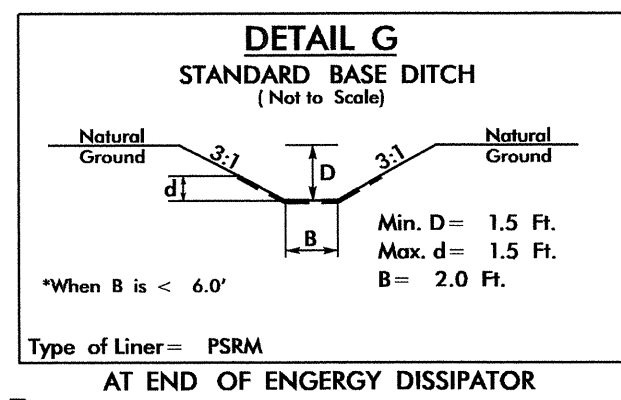 DETAIL G
STANDARD BASE DITCH
( Not to Scale)
Natural
Ground
3:1
D
3:1
Natural
Ground
d
B
Min. D= 1.5 Ft.
Max. d= 1.5 Ft.
B= 2.0 Ft.
*When B is < 6.0'
Type of Liner= PSRM
AT END OF ENGERGY DISSIPATOR